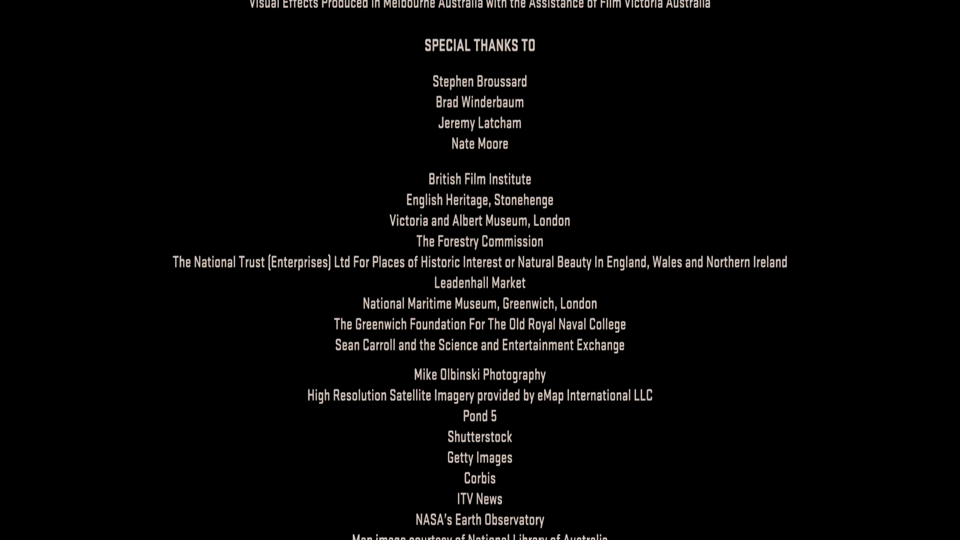 Visual Effects Produced in Melbourne Australia with the Assistance of Film Victoria Australia
SPECIAL THANKS TO
Stephen Broussard
Brad Winderbaum
Jeremy Latcham
Nate Moore
British Film Institute
English Heritage, Stonehenge
Victoria and Albert Museum, London
The Forestry Commission
The National Trust (Enterprises) Ltd For Places of Historic Interest or Natural Beauty In England, Wales and Northern Ireland
Leadenhall Market
National Maritime Museum, Greenwich, London
The Greenwich Foundation For The Old Royal Naval College
Sean Carroll and the Science and Entertainment Exchange
Mike Olbinski Photography
High Resolution Satellite Imagery provided by eMap International LLC
Pond 5
Shutterstock
Getty Images
Corbis
ITV News
NASA's Earth Observatory
Map image courtesy of National Library of Australia